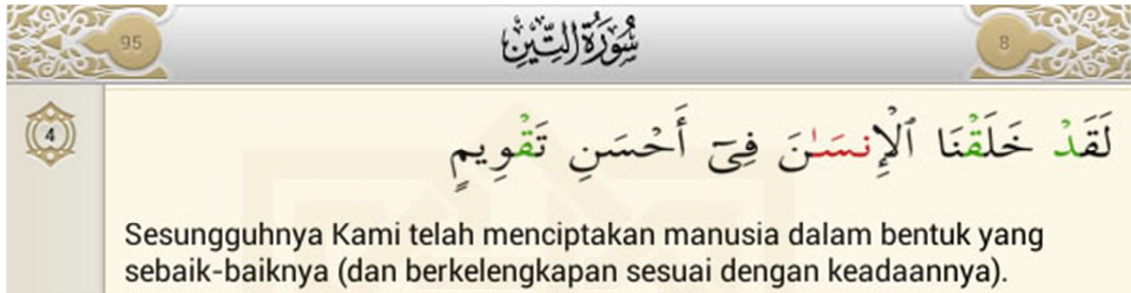 95
سُورَةُ التِّينِ
8
4
لَقَدْ خَلَقْنَا ٱلْإِنسَـٰنَ فِىٓ أَحْسَنِ تَقْوِيمٍ
Sesungguhnya Kami telah menciptakan manusia dalam bentuk yang
sebaik-baiknya (dan berkelengkapan sesuai dengan keadaannya).